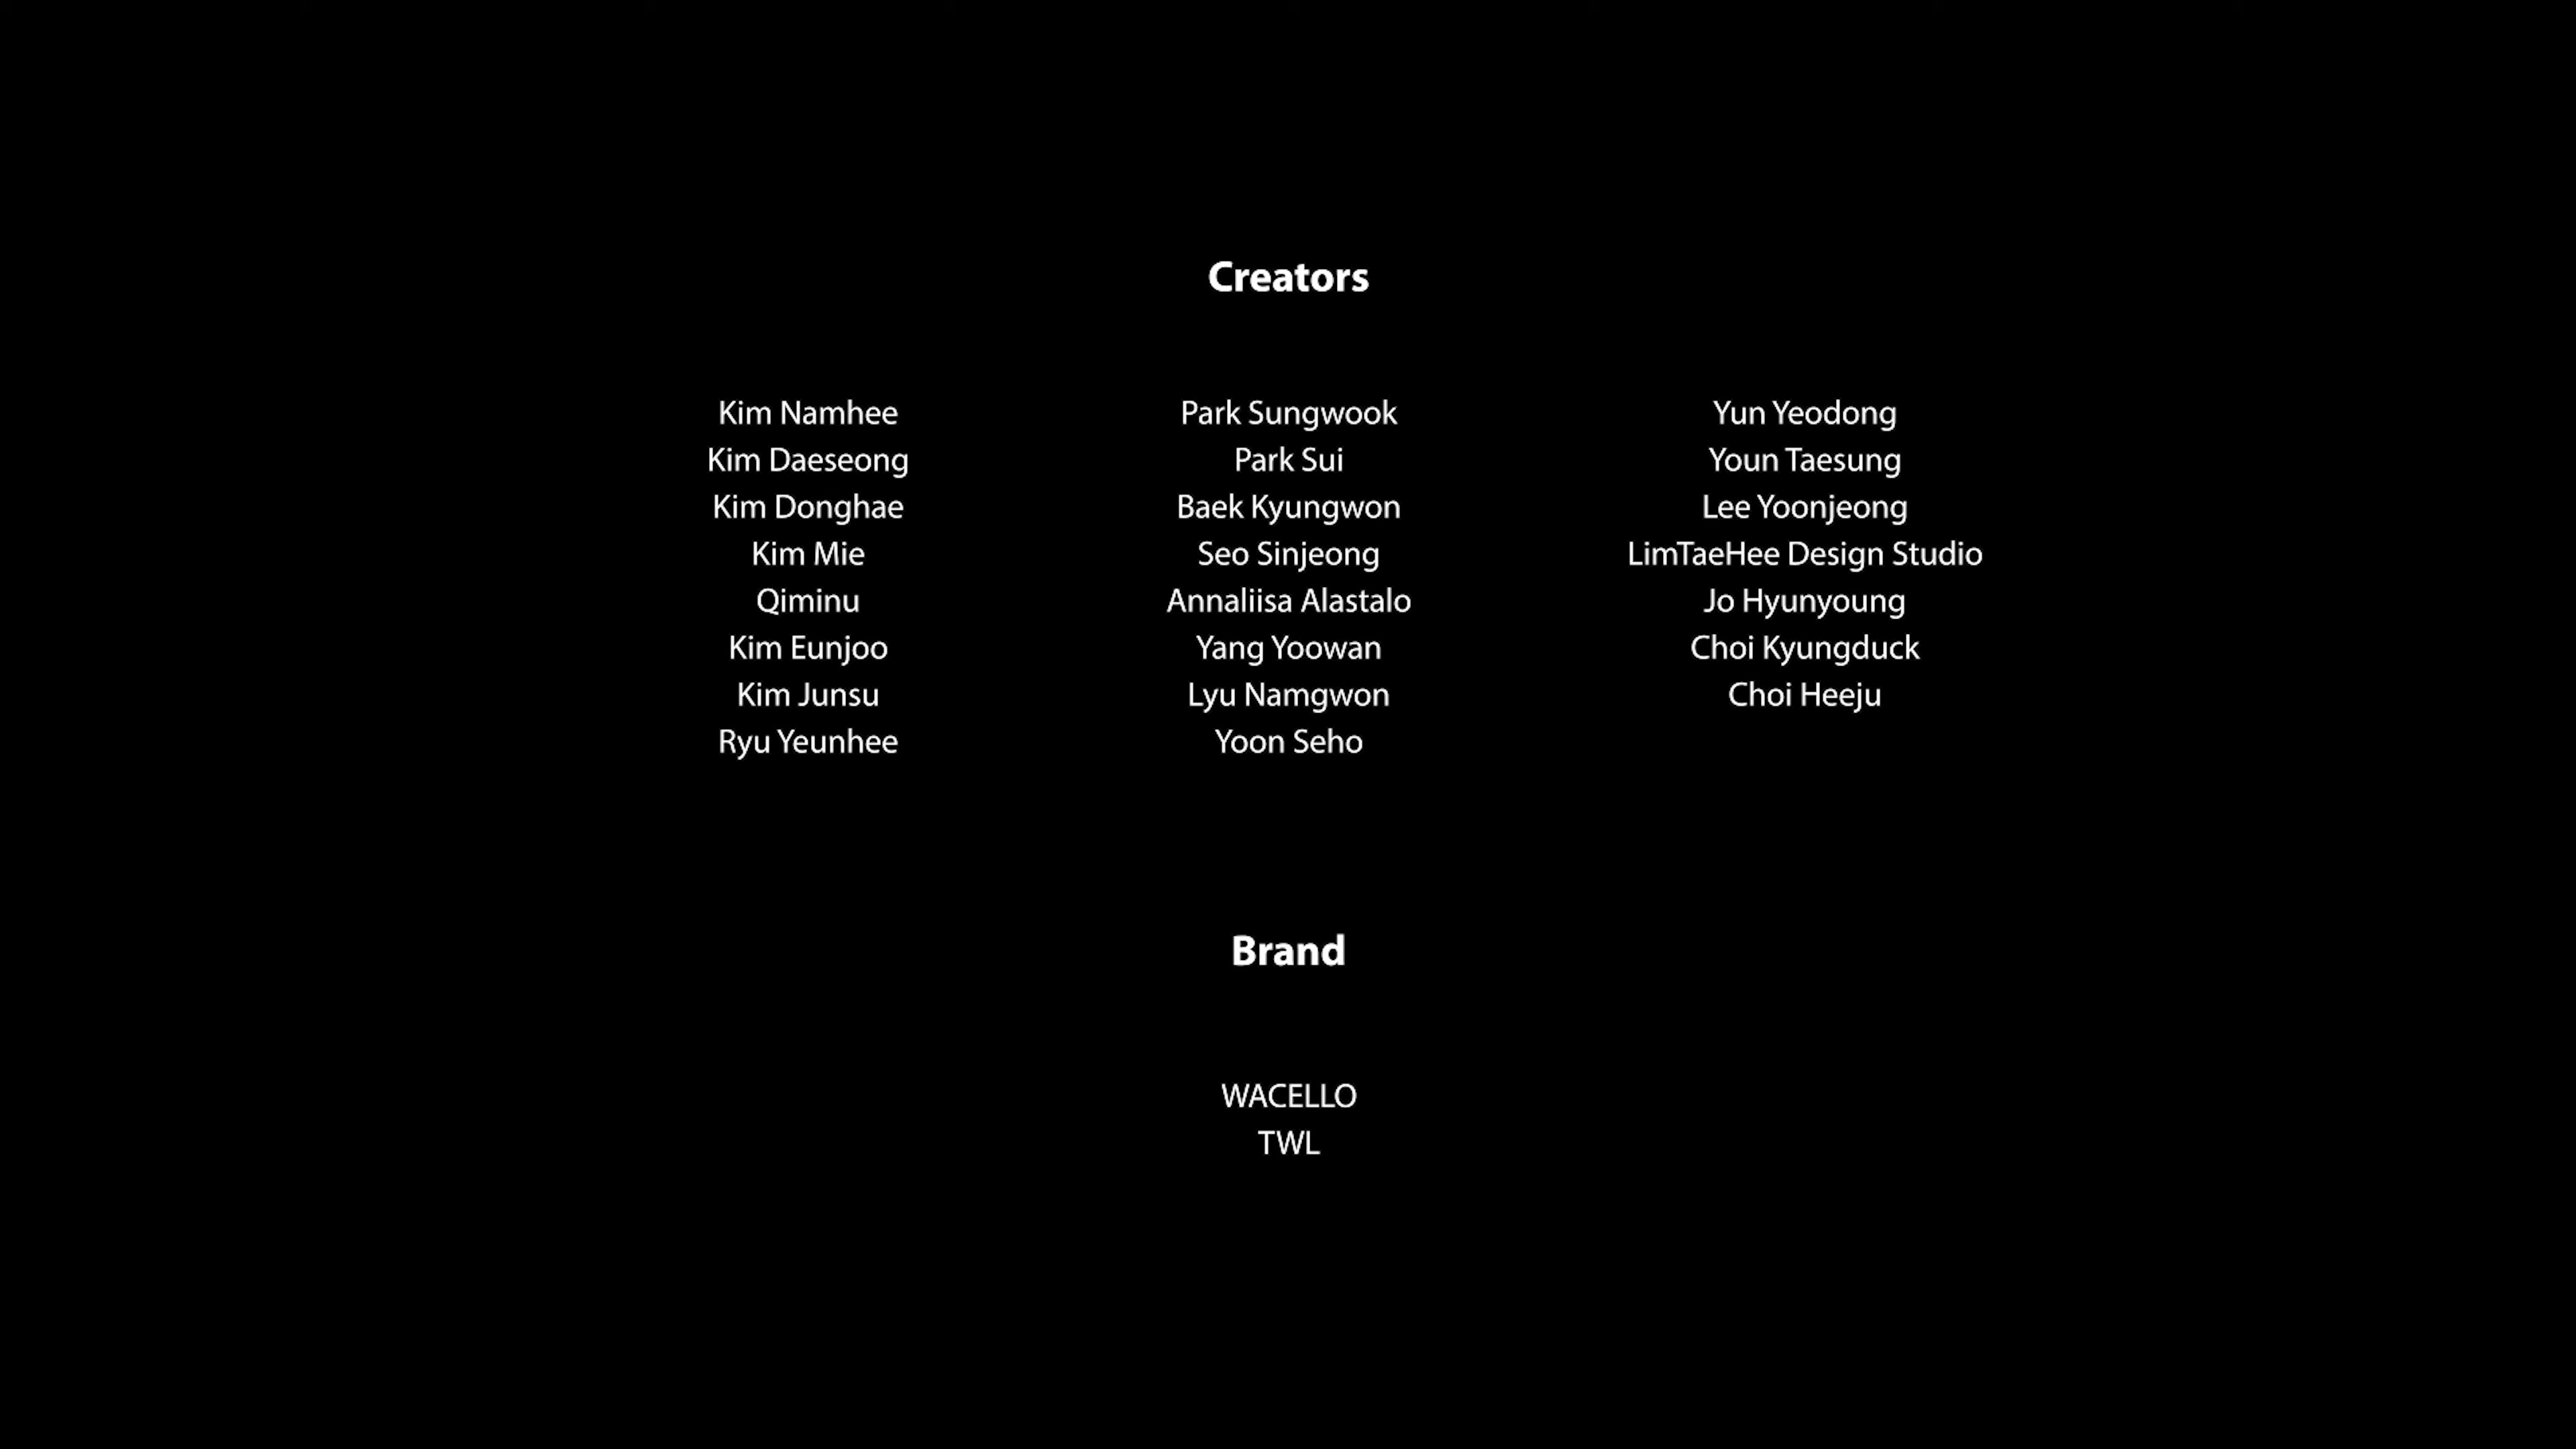 Creators
Kim Namhee
Kim Daeseong
Kim Donghae
Kim Mie
Qiminu
Kim Eunjoo
Kim Junsu
Ryu Yeunhee
Park Sungwook
Park Sui
Baek Kyungwon
Seo Sinjeong
Annaliisa Alastalo
Yang Yoowan
Lyu Namgwon
Yoon Seho
Yun Yeodong
Youn Taesung
Lee Yoonjeong
LimTaeHee Design Studio
Jo Hyunyoung
Choi Kyungduck
Choi Heeju
Brand
WACELLO
TWL